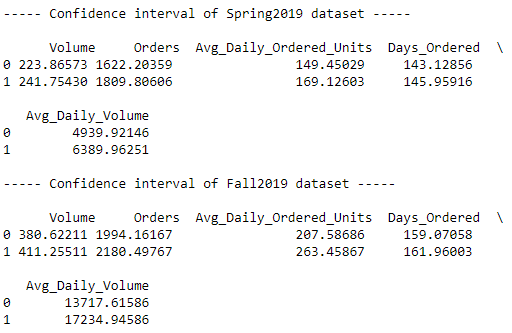 ----- Confidence interval of Spring2019 dataset -----
Volume Orders Avg_Daily_Ordered_Units Days_Ordered \
0 223.86573 1622.20359 149.45029 143.12856
1 241.75430 1809.80606 169.12603 145.95916
Avg_Daily_Volume
0 4939.92146
1 6389.96251
----- Confidence interval of Fall2019 dataset -----
Volume Orders Avg_Daily_Ordered_Units Days_Ordered \
0 380.62211 1994.16167 207.58686 159.07058
1 411.25511 2180.49767 263.45867 161.96003
Avg_Daily_Volume
0 13717.61586
1 17234.94586